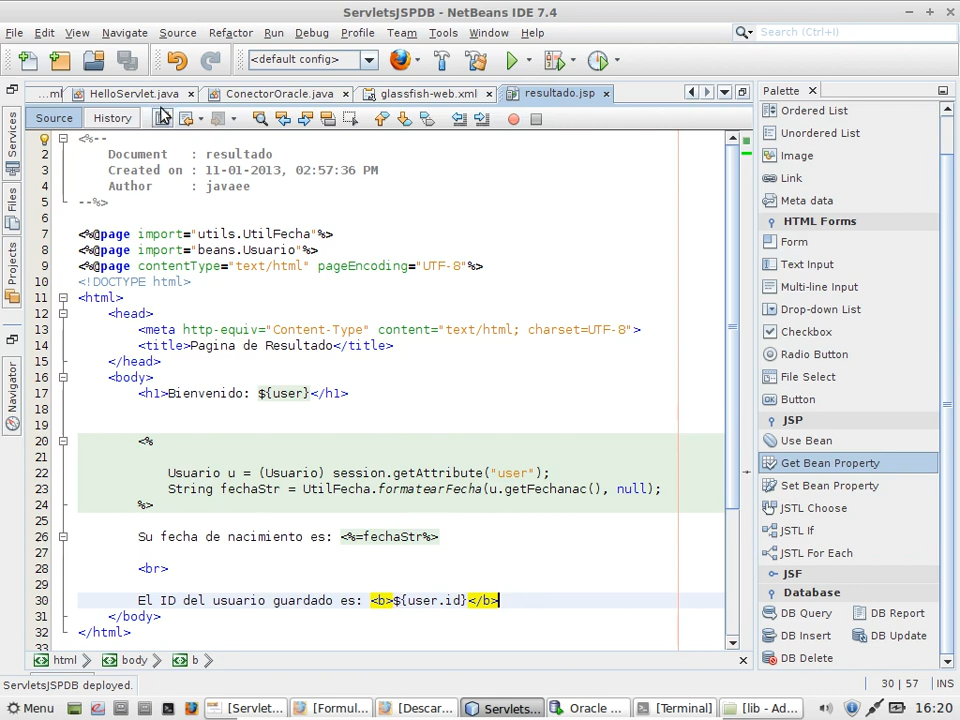 ServletsJSPDB - NetBeans IDE 7.4
File Edit View Navigate Source Refactor Run Debug Profile Team Tools Window Help
Search (Ctrl+I)
<default config>
...ml HelloServlet.java ConectorOracle.java glassfish-web.xml resultado.jsp
Palette
Source History
Services
Files
Projects
Navigator
1 <%--
2 Document : resultado
3 Created on : 11-01-2013, 02:57:36 PM
4 Author : javaee
5 --%>
6
7 <%@page import="utils.UtilFecha"%>
8 <%@page import="beans.Usuario"%>
9 <%@page contentType="text/html" pageEncoding="UTF-8"%>
10 <!DOCTYPE html>
11 <html>
12 <head>
13 <meta http-equiv="Content-Type" content="text/html; charset=UTF-8">
14 <title>Pagina de Resultado</title>
15 </head>
16 <body>
17 <h1>Bienvenido: ${user}</h1>
18
19
20 <%
21
22 Usuario u = (Usuario) session.getAttribute("user");
23 String fechaStr = UtilFecha.formatearFecha(u.getFechanac(), null);
24 %>
25
26 Su fecha de nacimiento es: <%=fechaStr%>
27
28 <br>
29
30 El ID del usuario guardado es: <b>${user.id}</b>
31 </body>
32 </html>
33
Ordered List
Unordered List
Image
Link
Meta data
HTML Forms
Form
Text Input
Multi-line Input
Drop-down List
Checkbox
Radio Button
File Select
Button
JSP
Use Bean
Get Bean Property
Set Bean Property
JSTL Choose
JSTL If
JSTL For Each
JSF
Database
DB Query DB Report
DB Insert DB Update
DB Delete
html body b
ServletsJSPDB deployed.
30 | 57 INS
Menu [Servlet... [Formul... [Descar... Servlets... Oracle ... [Terminal] [lib - Ad... 16:20